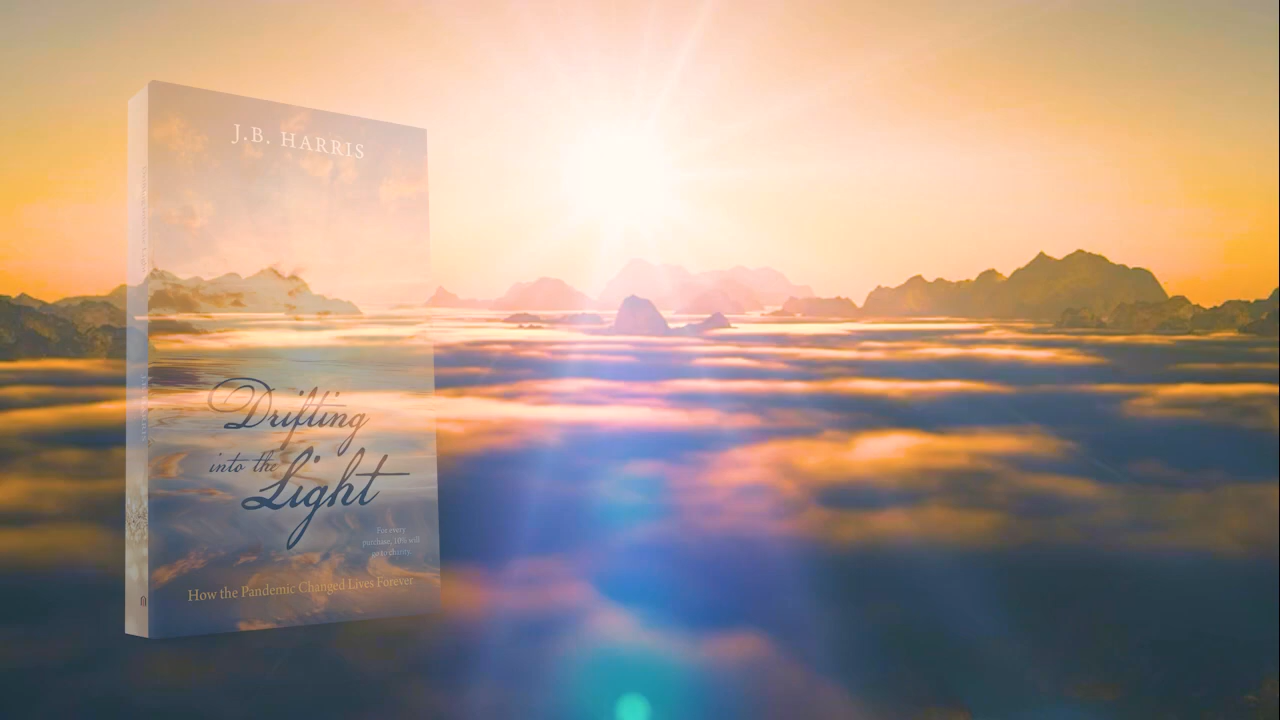 J.B. HARRIS
Drifting
into the
Light
For every
purchase, 10% will
go to charity.
How the Pandemic Changed Lives Forever